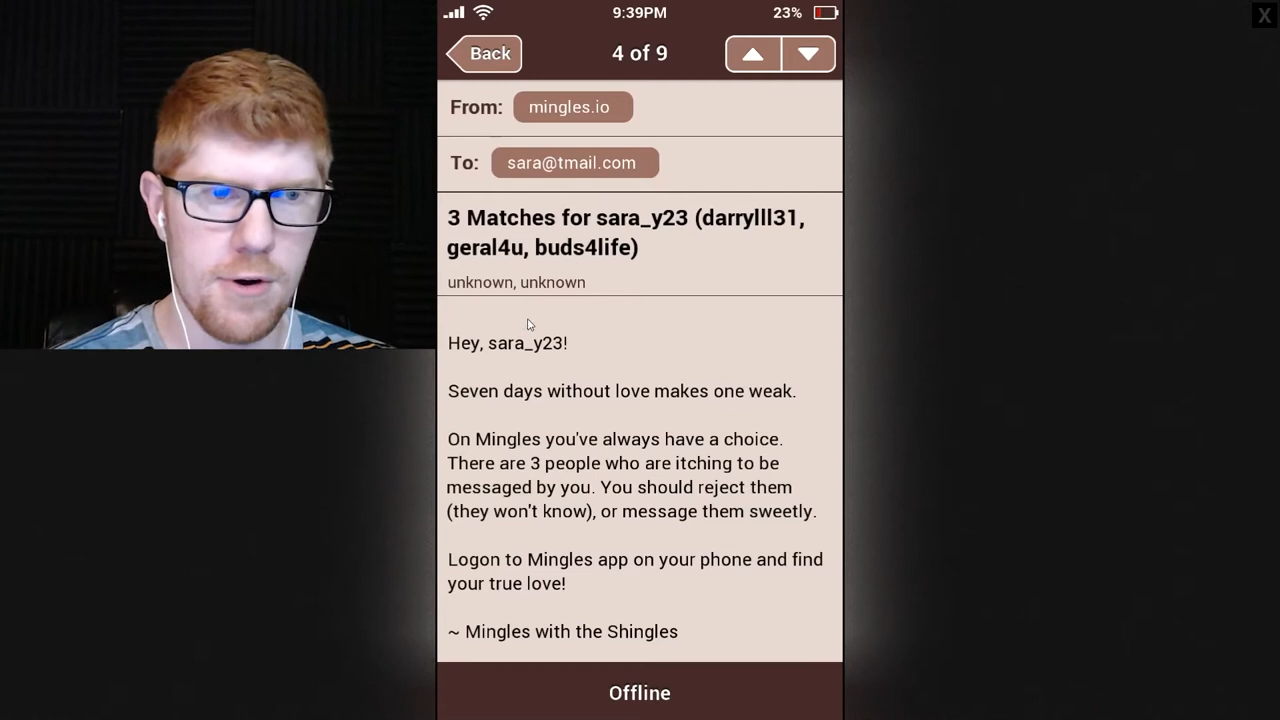 9:39PM
23%
Back
4 of 9
From: mingles.io
To: sara@tmail.com
3 Matches for sara_y23 (darrylll31,
geral4u, buds4life)
unknown, unknown
Hey, sara_y23!
Seven days without love makes one weak.
On Mingles you've always have a choice.
There are 3 people who are itching to be
messaged by you. You should reject them
(they won't know), or message them sweetly.
Logon to Mingles app on your phone and find
your true love!
~ Mingles with the Shingles
Offline
X